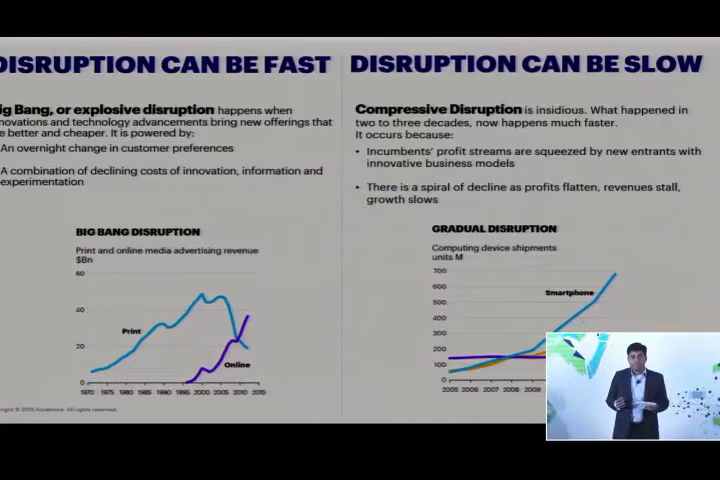 DISRUPTION CAN BE FAST
ig Bang, or explosive disruption happens when
novations and technology advancements bring new offerings that
e better and cheaper. It is powered by:
An overnight change in customer preferences
A combination of declining costs of innovation, information and
experimentation
BIG BANG DISRUPTION
Print and online media advertising revenue
$Bn
60
40
20
0
Print
Online
1970 1975 1980 1985 1990 1995 2000 2005 2010 2015
right © 2016 Accenture. All rights reserved.
DISRUPTION CAN BE SLOW
Compressive Disruption is insidious. What happened in
two to three decades, now happens much faster.
It occurs because:
• Incumbents' profit streams are squeezed by new entrants with
innovative business models
• There is a spiral of decline as profits flatten, revenues stall,
growth slows
GRADUAL DISRUPTION
Computing device shipments
units M
700
600
500
400
300
200
100
0
Smartphone
2005 2006 2007 2008 2009